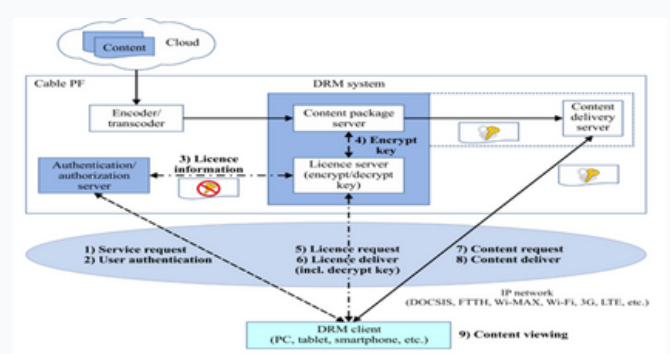 Content
Cloud
Cable PF
DRM system
Encoder/
transcoder
Content package
server
Content
delivery
server
4) Encrypt
key
3) Licence
information
Authentication/
authorization
server
Licence server
(encrypt/decrypt
key)
1) Service request
2) User authentication
5) Licence request
6) Licence deliver
(incl. decrypt key)
7) Content request
8) Content deliver
IP network
(DOCSIS, FTTH, Wi-MAX, Wi-Fi, 3G, LTE, etc.)
DRM client
(PC, tablet, smartphone, etc.)
9) Content viewing